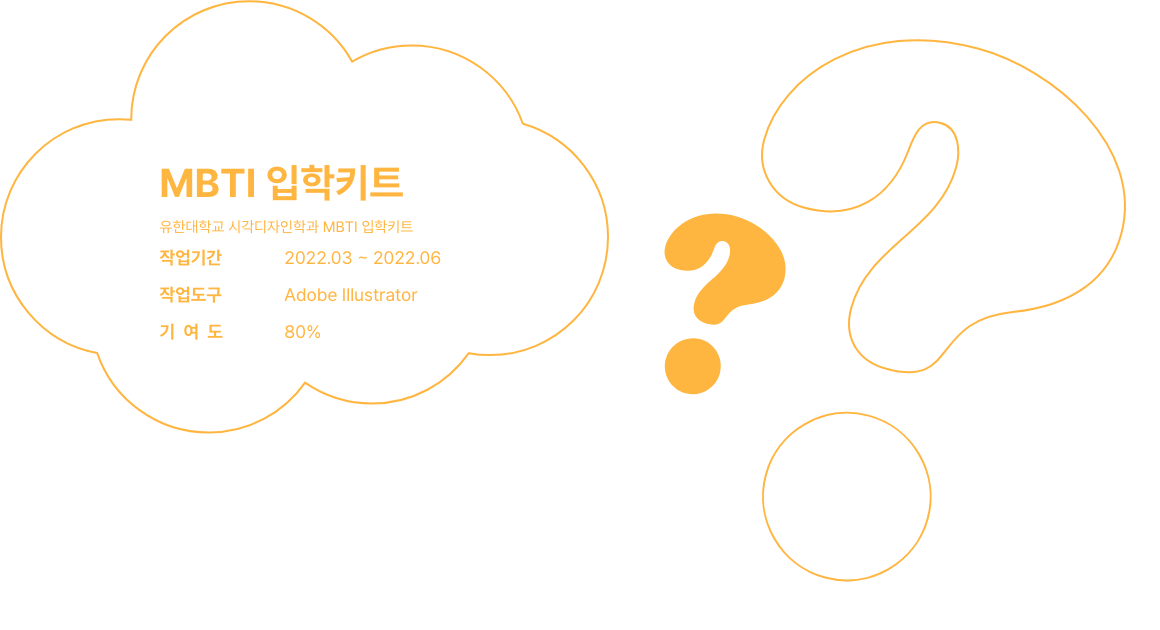 MBTI 입학키트
유한대학교 시각디자인학과 MBTI 입학키트
작업기간 2022.03 ~ 2022.06
작업도구 Adobe Illustrator
기 여 도 80%